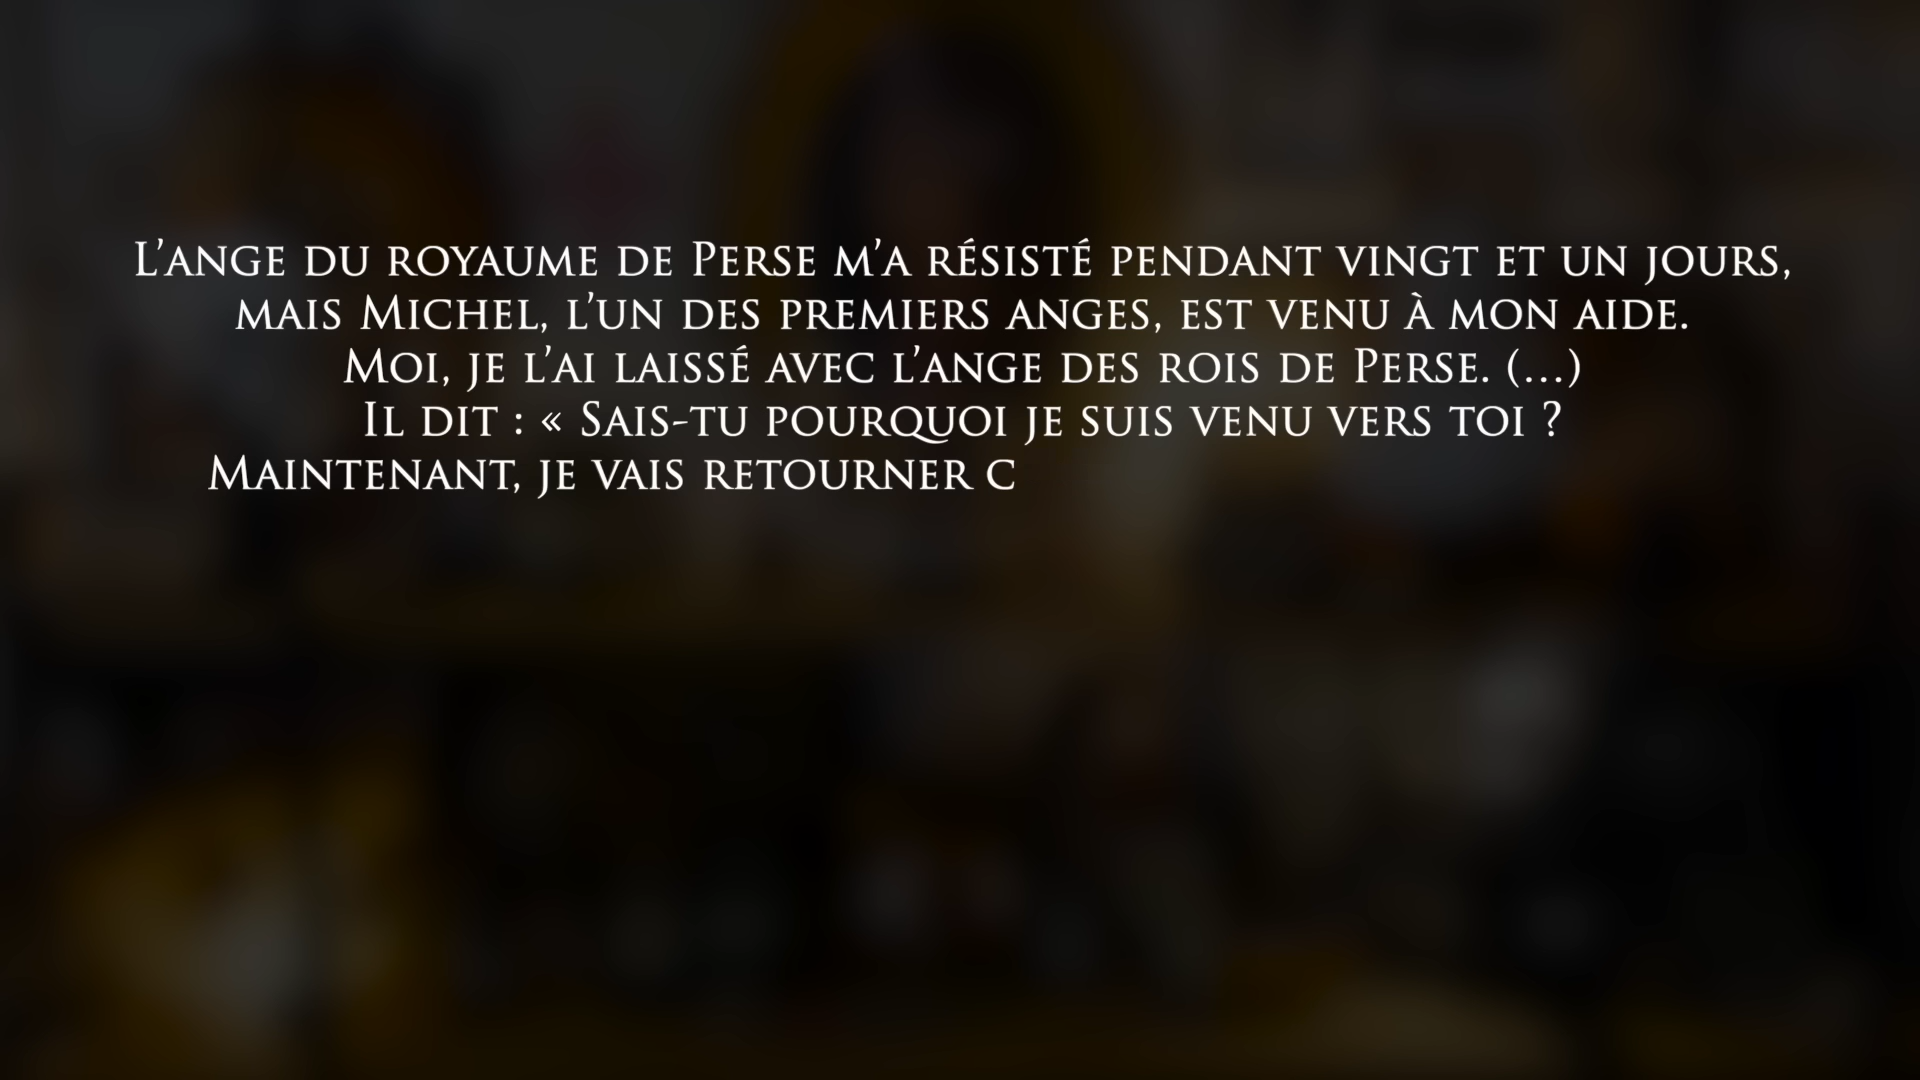 L’ange du royaume de Perse m’a résisté pendant vingt et un jours,
mais Michel, l’un des premiers anges, est venu à mon aide.
Moi, je l’ai laissé avec l’ange des rois de Perse. (…)
Il dit : « Sais-tu pourquoi je suis venu vers toi ?
Maintenant, je vais retourner c